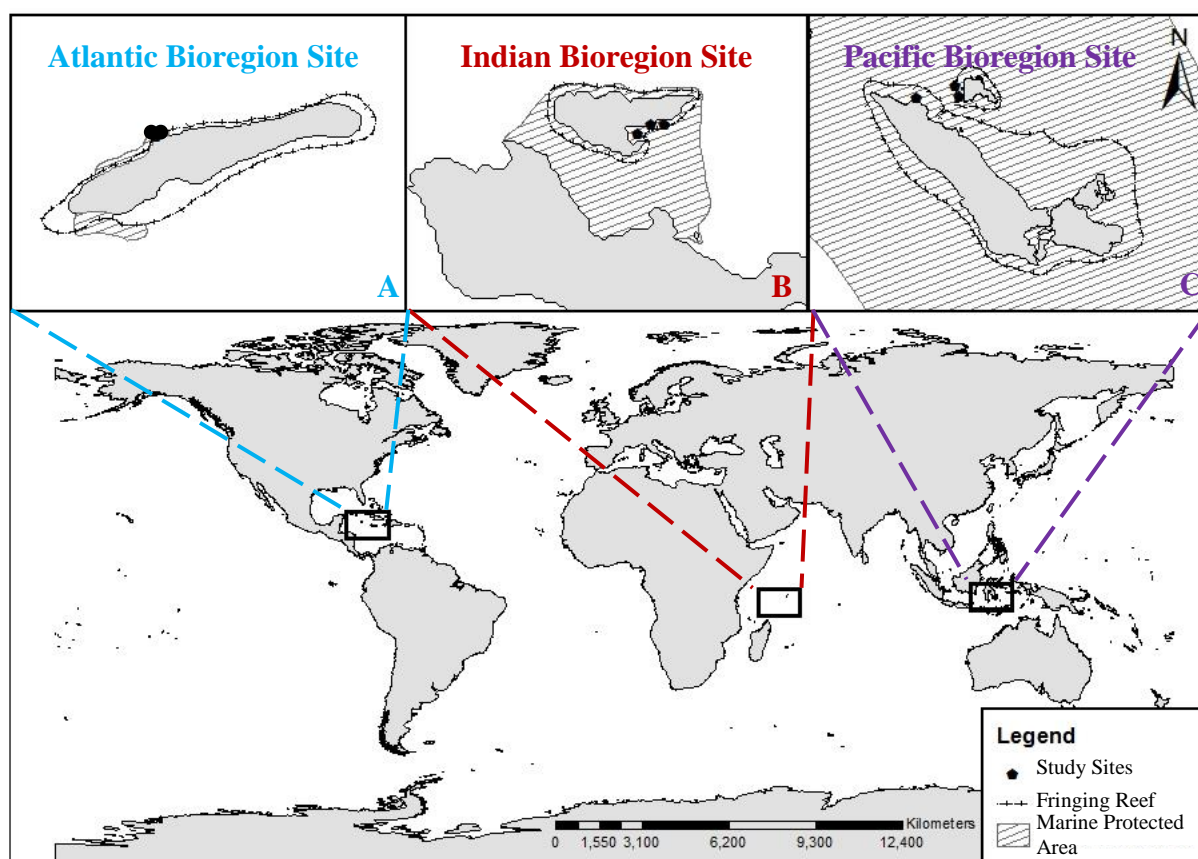 Atlantic Bioregion Site
Indian Bioregion Site
Pacific Bioregion Site
N
A
B
C
Legend
Study Sites
Fringing Reef
Marine Protected
Area
Kilometers
0 1,550 3,100 6,200 9,300 12,400